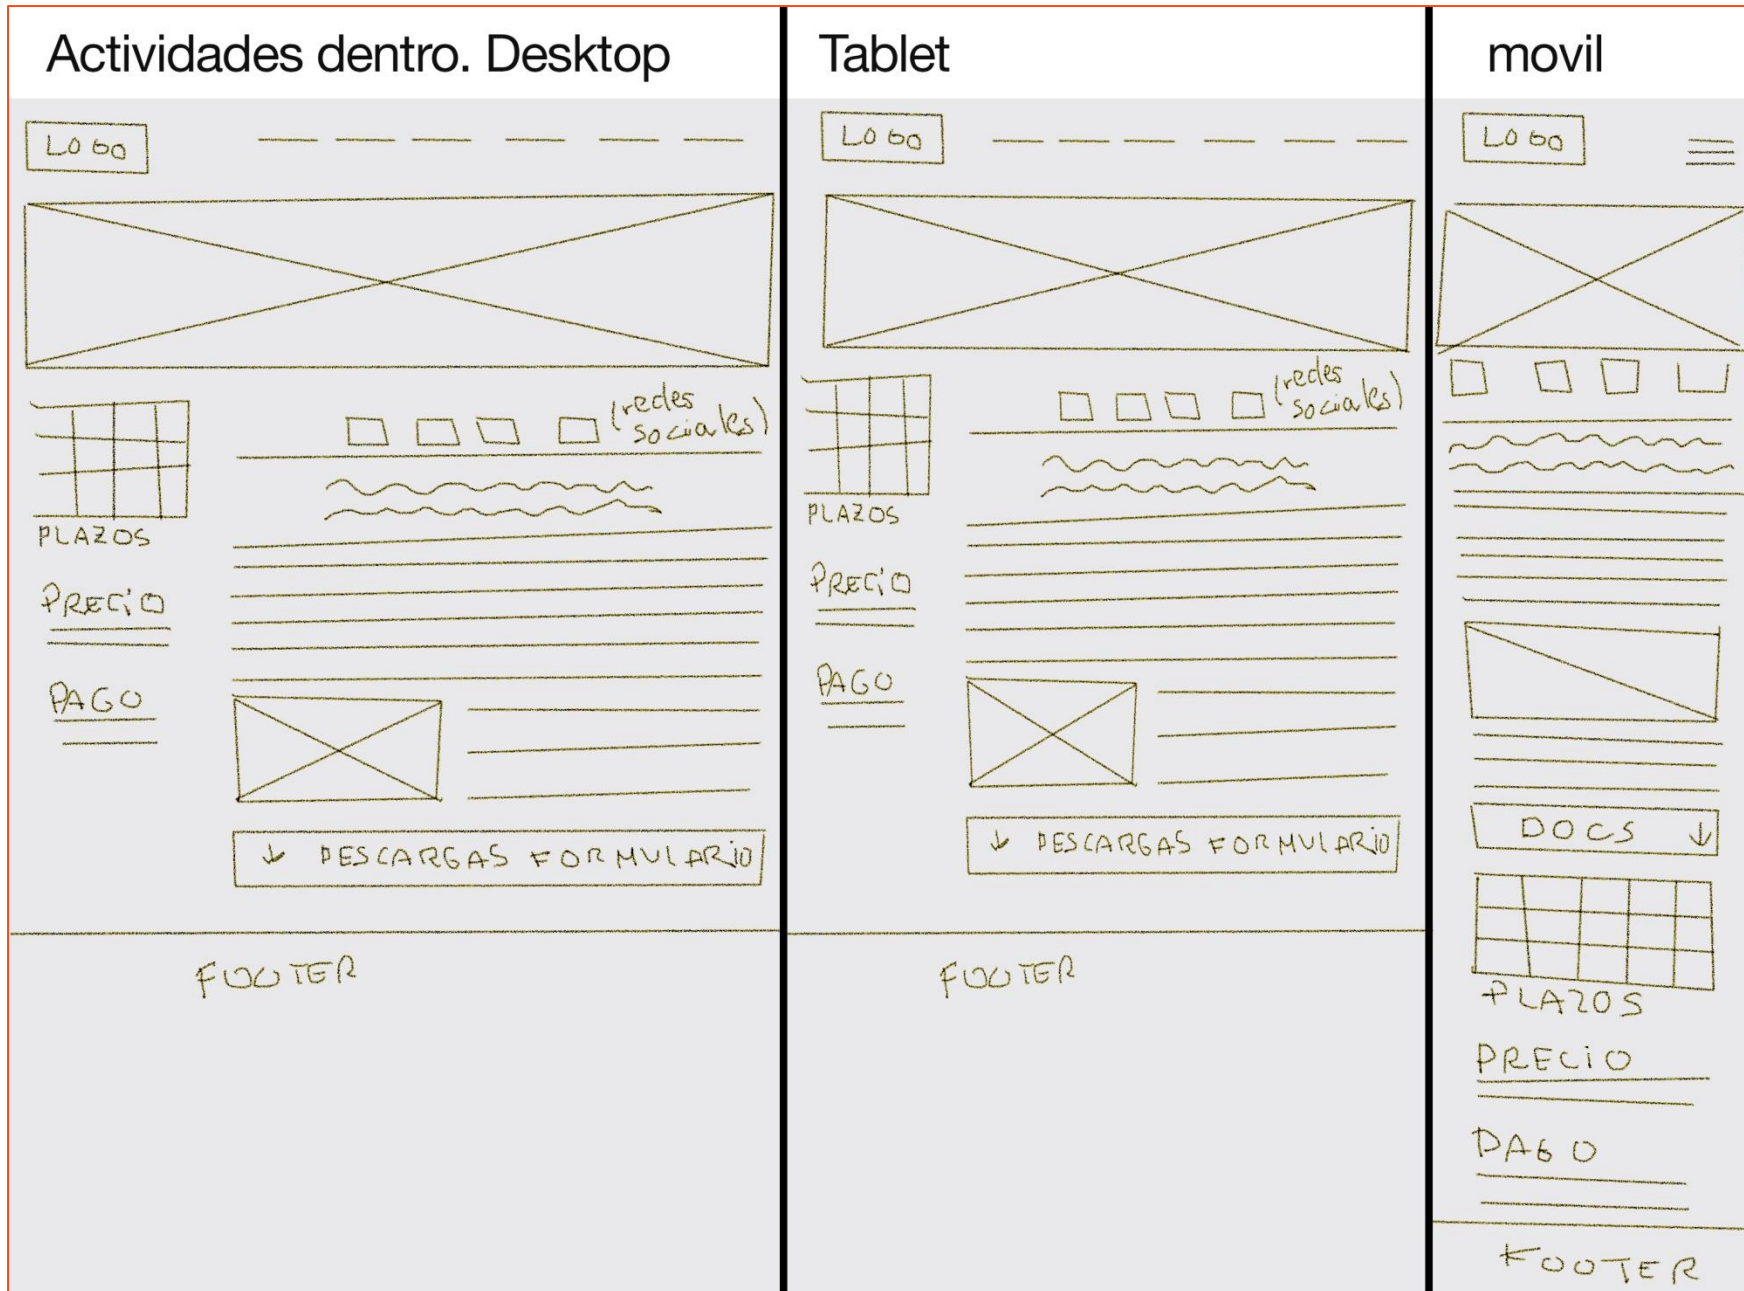 Actividades dentro. Desktop
LOGO
(redes
sociales)
PLAZOS
PRECIO
PAGO
↓ DESCARGAS FORMULARIO
FOOTER
Tablet
LOGO
(redes
sociales)
PLAZOS
PRECIO
PAGO
↓ DESCARGAS FORMULARIO
FOOTER
movil
LOGO
DOCS ↓
PLAZOS
PRECIO
PAGO
FOOTER